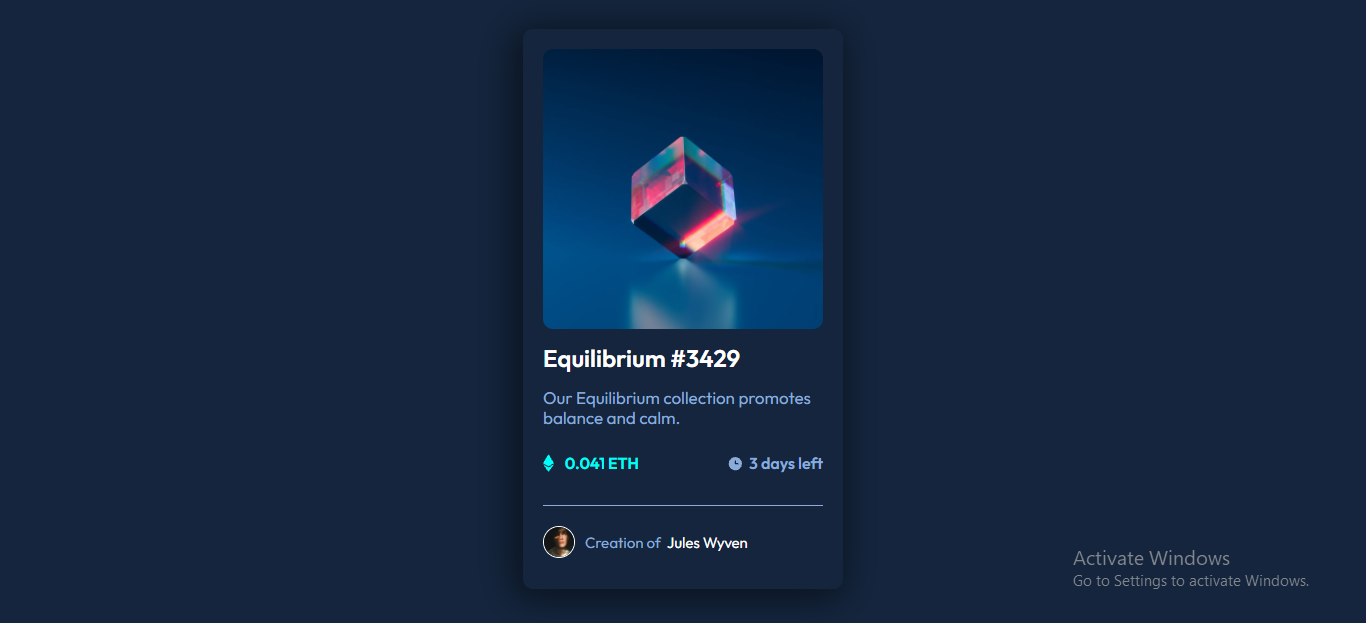 Equilibrium #3429
Our Equilibrium collection promotes
balance and calm.
0.041 ETH
3 days left
Creation of Jules Wyven
Activate Windows
Go to Settings to activate Windows.